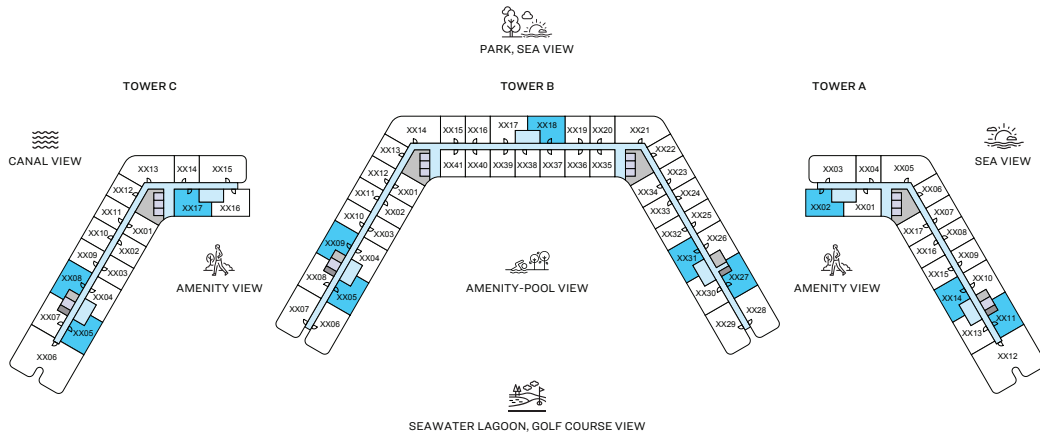 PARK, SEA VIEW
TOWER C
TOWER B
TOWER A
CANAL VIEW
SEA VIEW
XX13
XX14
XX15
XX12
XX17
XX16
XX11
XX01
XX10
XX02
XX09
XX03
XX08
XX04
XX07
XX05
XX06
AMENITY VIEW
XX14
XX15
XX16
XX17
XX18
XX19
XX20
XX21
XX13
XX41
XX40
XX39
XX38
XX37
XX36
XX35
XX22
XX12
XX01
XX34
XX23
XX11
XX02
XX33
XX24
XX10
XX03
XX32
XX25
XX09
XX04
XX31
XX26
XX08
XX05
XX30
XX27
XX07
XX06
XX29
XX28
AMENITY-POOL VIEW
XX03
XX04
XX05
XX02
XX01
XX06
XX17
XX07
XX16
XX08
XX15
XX09
XX14
XX10
XX13
XX11
XX12
AMENITY VIEW
SEAWATER LAGOON, GOLF COURSE VIEW